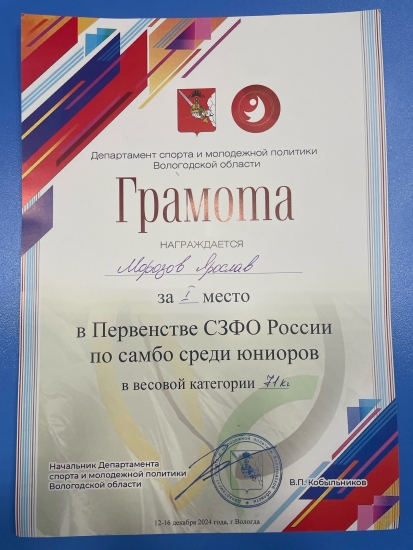 Департамент спорта и молодежной политики
Вологодской области
Грамота
НАГРАЖДАЕТСЯ
Морозов Ярослав
за I место
в Первенстве СЗФО России
по самбо среди юниоров
в весовой категории 71кг
Начальник Департамента
спорта и молодежной политики
Вологодской области
В.П. Кобыльников
12-16 декабря 2024 года, г.Вологда